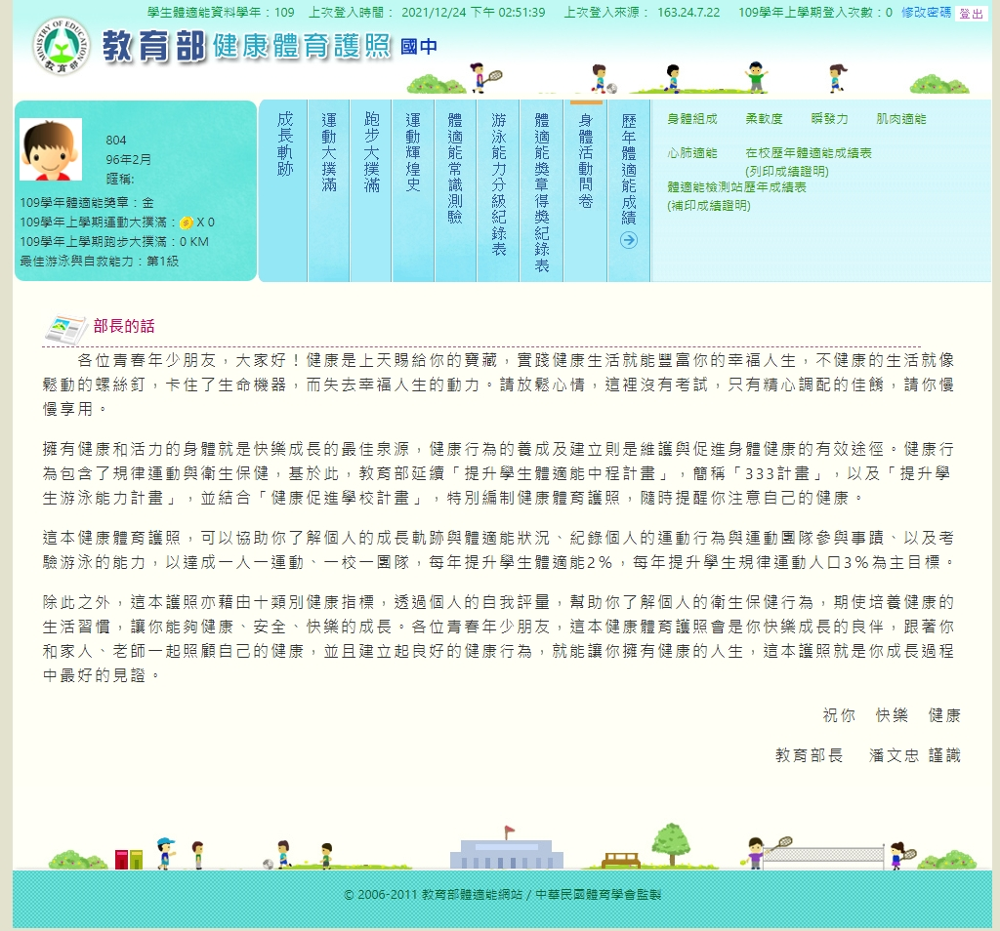 學生體適能資料學年：109 上次登入時間： 2021/12/24 下午 02:51:39 上次登入來源： 163.24.7.22 109學年上學期登入次數：0 修改密碼 登出
MINISTRY OF EDUCATION
教育部
教育部健康體育護照 國中
804
96年2月
暱稱:
109學年體適能獎章：金
109學年上學期運動大撲滿： $ X 0
109學年上學期跑步大撲滿：0 KM
最佳游泳與自救能力：第1級
成長軌跡
運動大撲滿
跑步大撲滿
運動輝煌史
體適能常識測驗
游泳能力分級紀錄表
體適能獎章得獎紀錄表
身體活動問卷
歷年體適能成績
身體組成 柔軟度 瞬發力 肌肉適能
心肺適能 在校歷年體適能成績表
(列印成績證明)
體適能檢測站歷年成績表
(補印成績證明)
部長的話
各位青春年少朋友，大家好！健康是上天賜給你的寶藏，實踐健康生活就能豐富你的幸福人生，不健康的生活就像
鬆動的螺絲釘，卡住了生命機器，而失去幸福人生的動力。請放鬆心情，這裡沒有考試，只有精心調配的佳餚，請你慢
慢享用。
擁有健康和活力的身體就是快樂成長的最佳泉源，健康行為的養成及建立則是維護與促進身體健康的有效途徑。健康行
為包含了規律運動與衛生保健，基於此，教育部延續「提升學生體適能中程計畫」，簡稱「333計畫」，以及「提升學
生游泳能力計畫」，並結合「健康促進學校計畫」，特別編制健康體育護照，隨時提醒你注意自己的健康。
這本健康體育護照，可以協助你了解個人的成長軌跡與體適能狀況、紀錄個人的運動行為與運動團隊參與事蹟、以及考
驗游泳的能力，以達成一人一運動、一校一團隊，每年提升學生體適能2%，每年提升學生規律運動人口3%為主目標。
除此之外，這本護照亦藉由十類別健康指標，透過個人的自我評量，幫助你了解個人的衛生保健行為，期使培養健康的
生活習慣，讓你能夠健康、安全、快樂的成長。各位青春年少朋友，這本健康體育護照會是你快樂成長的良伴，跟著你
和家人、老師一起照顧自己的健康，並且建立起良好的健康行為，就能讓你擁有健康的人生，這本護照就是你成長過程
中最好的見證。
祝你 快樂 健康
教育部長 潘文忠 謹識
© 2006-2011 教育部體適能網站 / 中華民國體育學會監製